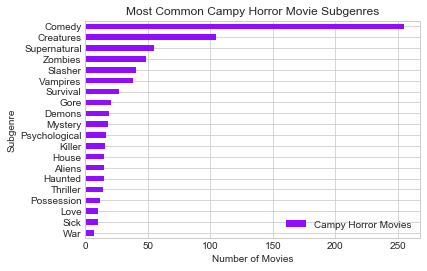 Most Common Campy Horror Movie Subgenres
Comedy
Creatures
Supernatural
Zombies
Slasher
Vampires
Survival
Gore
Demons
Mystery
Psychological
Killer
House
Aliens
Haunted
Thriller
Possession
Love
Sick
War
Subgenre
Campy Horror Movies
0 50 100 150 200 250
Number of Movies